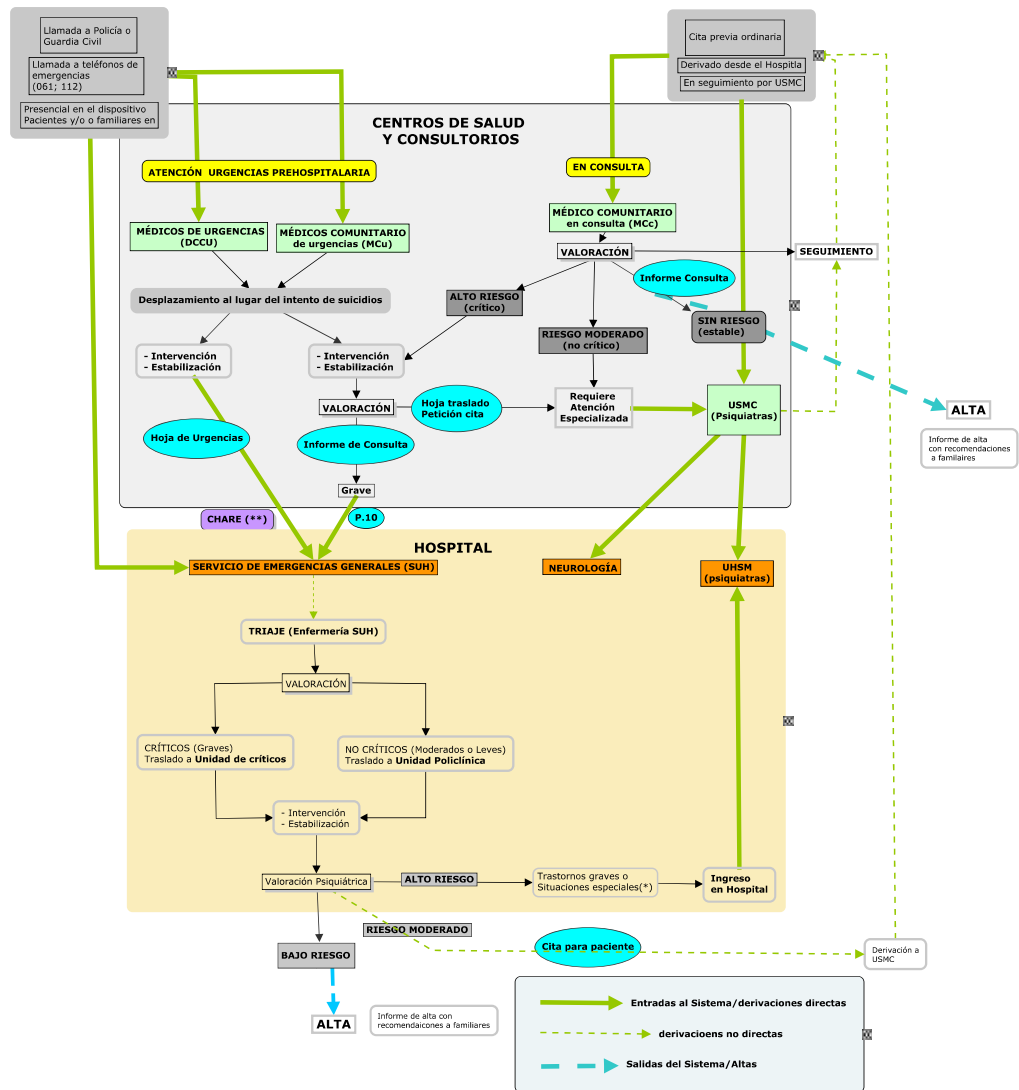 Llamada a Policía o
Guardia Civil
Llamada a teléfonos de
emergencias
(061; 112)
Presencial en el dispositivo
Pacientes y/o o familiares en
Cita previa ordinaria
Derivado desde el Hospitla
En seguimiento por USMC
CENTROS DE SALUD
Y CONSULTORIOS
ATENCIÓN URGENCIAS PREHOSPITALARIA
EN CONSULTA
MÉDICOS DE URGENCIAS
(DCCU)
MÉDICOS COMUNITARIO
de urgencias (MCu)
MÉDICO COMUNITARIO
en consulta (MCc)
VALORACIÓN
SEGUIMIENTO
Informe Consulta
Desplazamiento al lugar del intento de suicidios
ALTO RIESGO
(crítico)
RIESGO MODERADO
(no crítico)
SIN RIESGO
(estable)
- Intervención
- Estabilización
- Intervención
- Estabilización
VALORACIÓN
Hoja traslado
Petición cita
Requiere
Atención
Especializada
USMC
(Psiquiatras)
ALTA
Informe de alta
con recomendaciones
a familaires
Hoja de Urgencias
Informe de Consulta
Grave
CHARE (**)
P.10
HOSPITAL
SERVICIO DE EMERGENCIAS GENERALES (SUH)
NEUROLOGÍA
UHSM
(psiquiatras)
TRIAJE (Enfermería SUH)
VALORACIÓN
CRÍTICOS (Graves)
Traslado a Unidad de críticos
NO CRÍTICOS (Moderados o Leves)
Traslado a Unidad Policlínica
- Intervención
- Estabilización
Valoración Psiquiátrica
ALTO RIESGO
Trastornos graves o
Situaciones especiales(*)
Ingreso
en Hospital
RIESGO MODERADO
Cita para paciente
Derivación a
USMC
BAJO RIESGO
ALTA
Informe de alta con
recomendaicones a familiares
Entradas al Sistema/derivaciones directas
derivacioens no directas
Salidas del Sistema/Altas